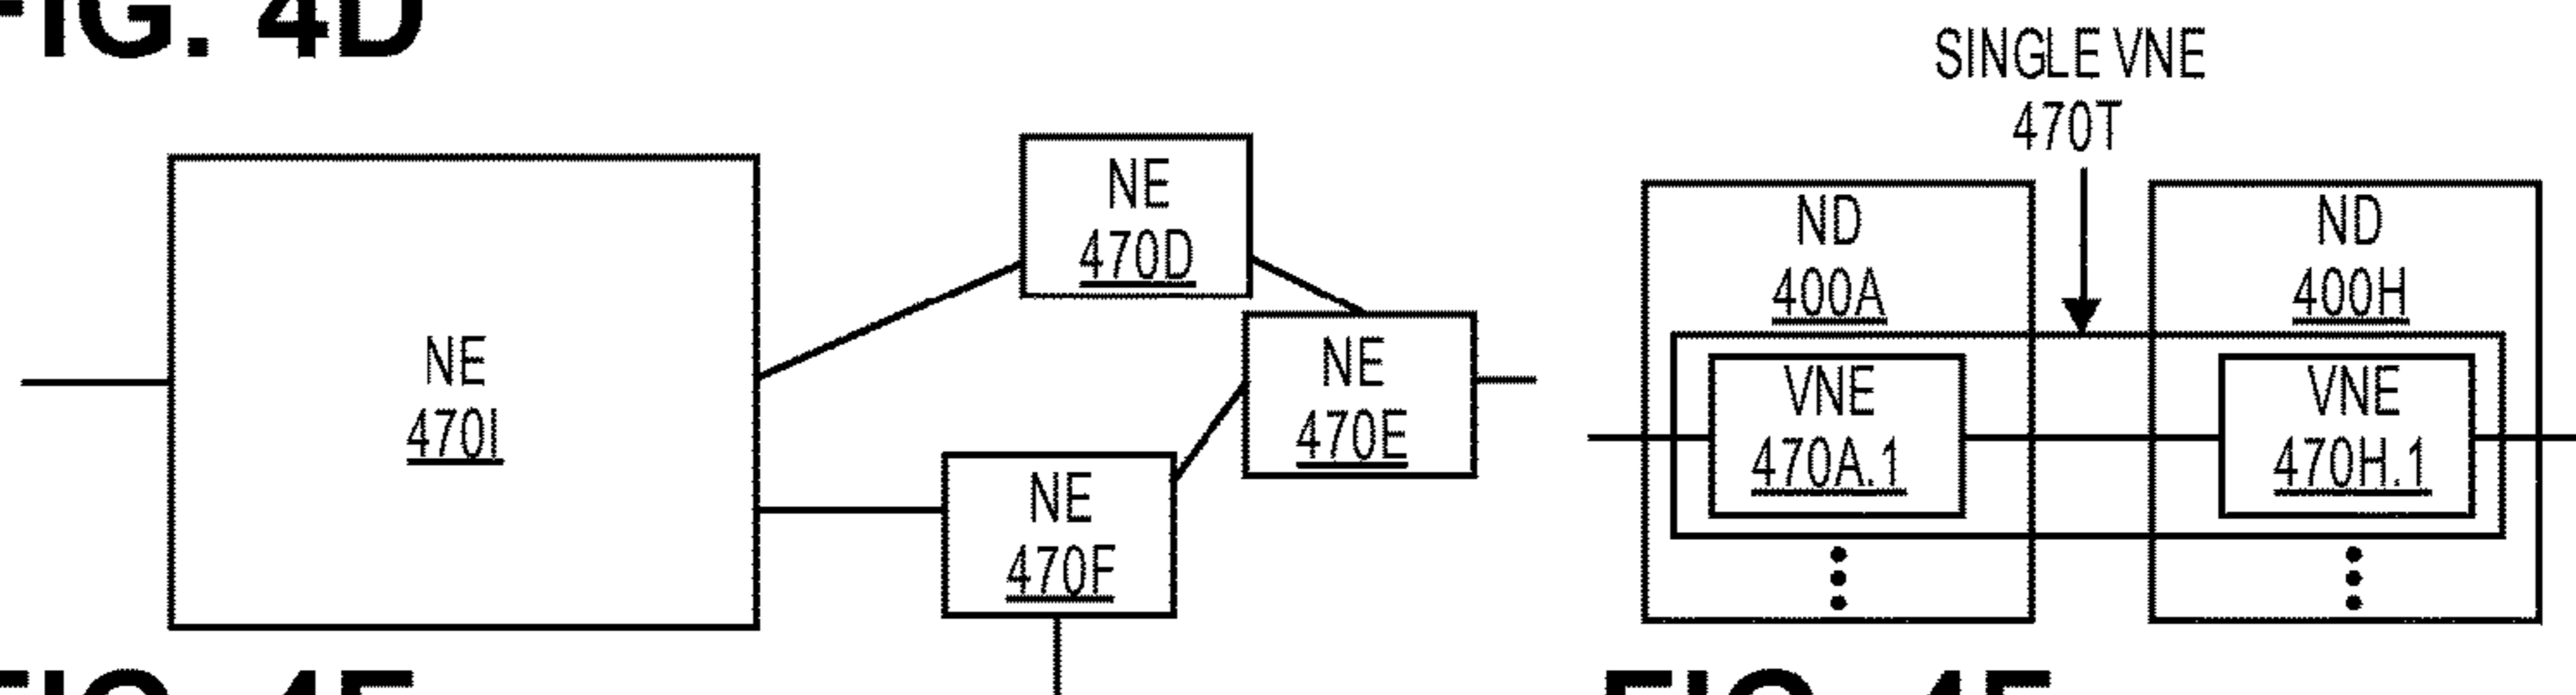 FIG. 4D
SINGLE VNE
470T
NE
470D
ND
400A
ND
400H
NE
470I
NE
470E
VNE
470A.1
VNE
470H.1
NE
470F